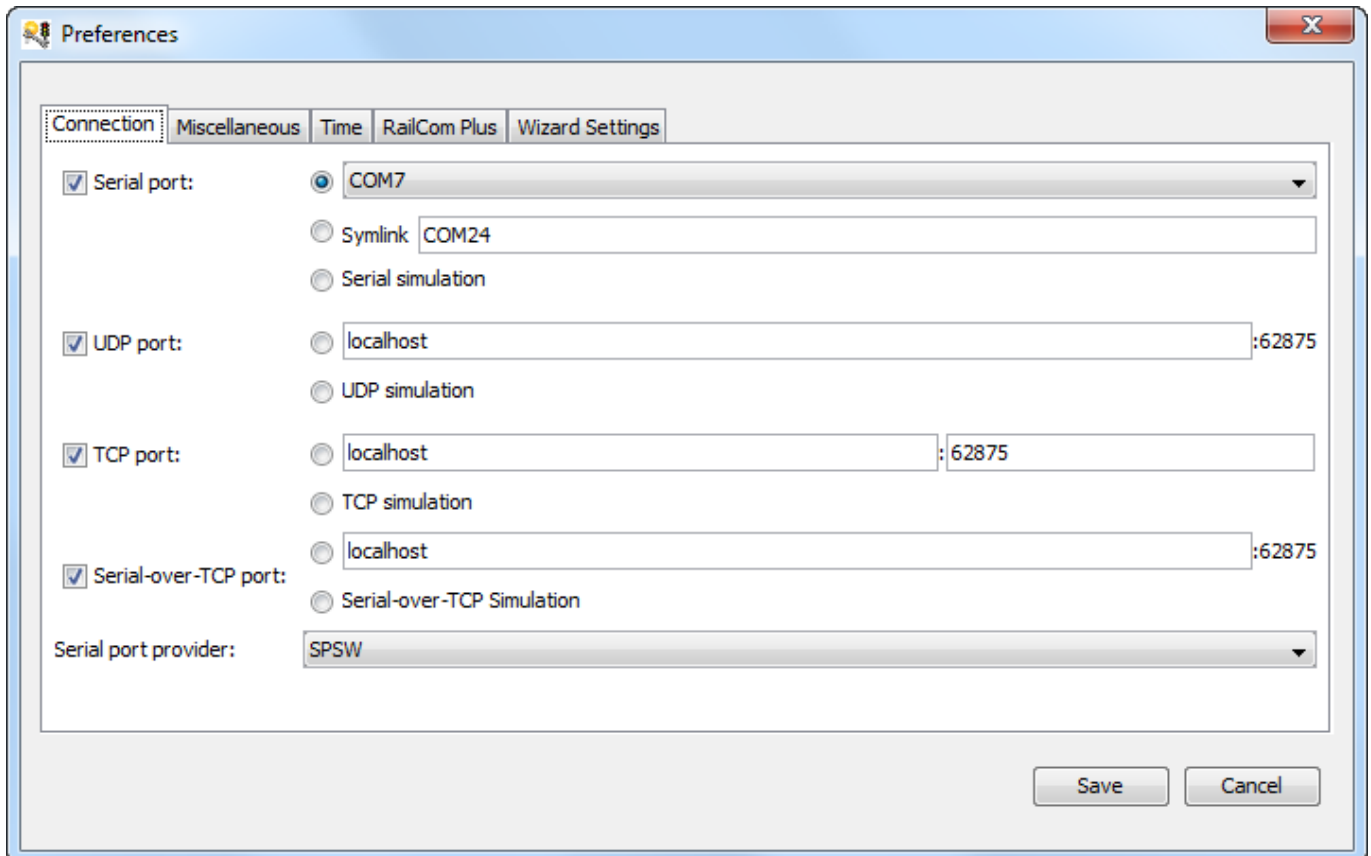 Preferences
Connection Miscellaneous Time RailCom Plus Wizard Settings
Serial port: COM7
Symlink COM24
Serial simulation
UDP port: localhost :62875
UDP simulation
TCP port: localhost : 62875
TCP simulation
localhost :62875
Serial-over-TCP port:
Serial-over-TCP Simulation
Serial port provider: SPSW
Save Cancel